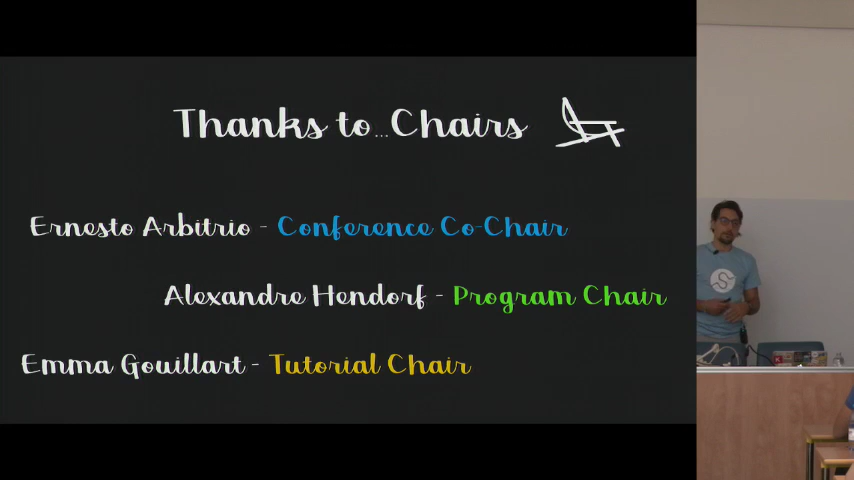 Thanks to...Chairs
Ernesto Arbitrio - Conference Co-Chair
Alexandre Hendorf - Program Chair
Emma Gouillart - Tutorial Chair